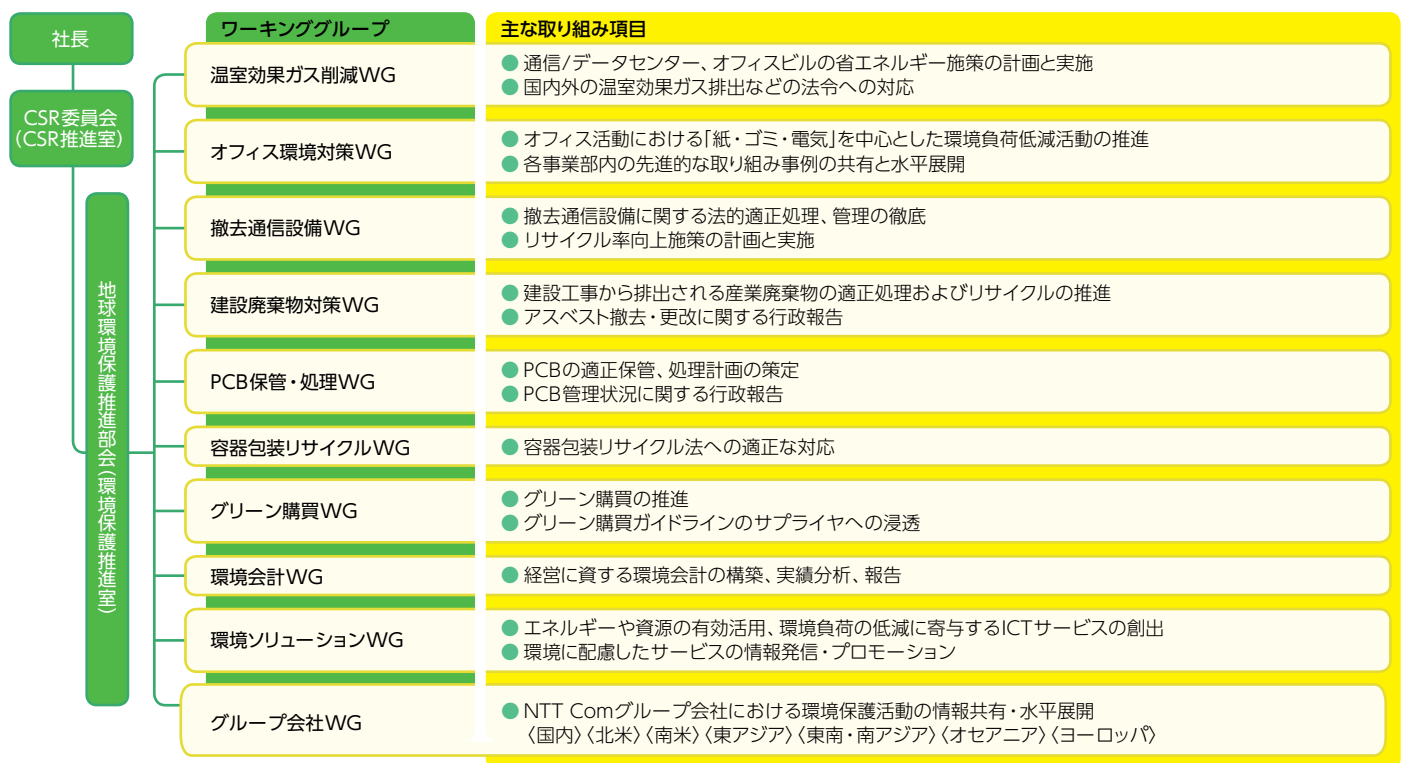 社長
CSR委員会
(CSR推進室)
地球環境保護推進部会(環境保護推進室)
ワーキンググループ
主な取り組み項目
温室効果ガス削減WG
●通信/データセンター、オフィスビルの省エネルギー施策の計画と実施
●国内外の温室効果ガス排出などの法令への対応
オフィス環境対策WG
●オフィス活動における「紙・ゴミ・電気」を中心とした環境負荷低減活動の推進
●各事業部内の先進的な取り組み事例の共有と水平展開
撤去通信設備WG
●撤去通信設備に関する法的適正処理、管理の徹底
●リサイクル率向上施策の計画と実施
建設廃棄物対策WG
●建設工事から排出される産業廃棄物の適正処理およびリサイクルの推進
●アスベスト撤去・更改に関する行政報告
PCB保管・処理WG
●PCBの適正保管、処理計画の策定
●PCB管理状況に関する行政報告
容器包装リサイクルWG
●容器包装リサイクル法への適正な対応
グリーン購買WG
●グリーン購買の推進
●グリーン購買ガイドラインのサプライヤへの浸透
環境会計WG
●経営に資する環境会計の構築、実績分析、報告
環境ソリューションWG
●エネルギーや資源の有効活用、環境負荷の低減に寄与するICTサービスの創出
●環境に配慮したサービスの情報発信・プロモーション
グループ会社WG
●NTT Comグループ会社における環境保護活動の情報共有・水平展開
〈国内〉〈北米〉〈南米〉〈東アジア〉〈東南・南アジア〉〈オセアニア〉〈ヨーロッパ〉